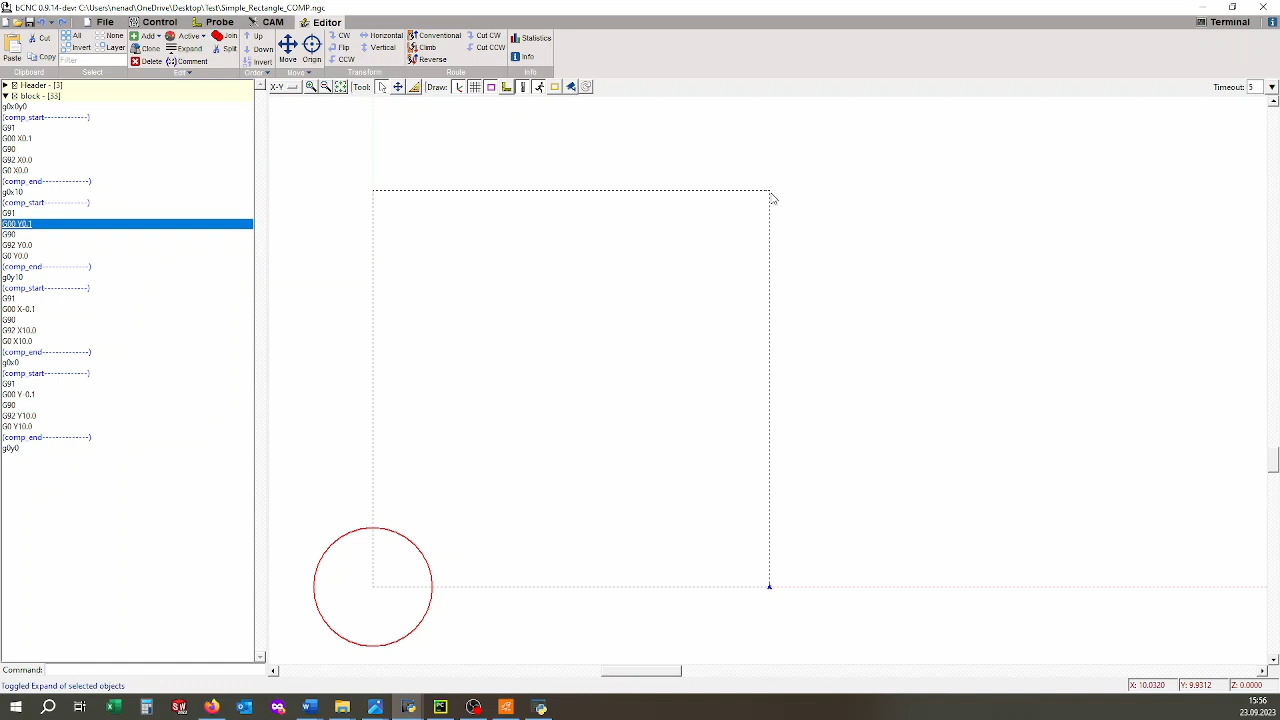 bCNC 0.9.14-dev: C:\Users\nerad\OneDrive\Desktop\Test\Simple_Rectangle_COMP.ngc
File Control Probe CAM Editor Terminal
Paste Cut Copy
All None Invert Layer Filter
Add Active Join
Clone Expand Split
Delete (Comment
Up Down Invert
Move Origin
CW Horizontal
Flip Vertical
CCW
Conventional Cut CW
Climb Cut CCW
Reverse
Statistics
Info
Clipboard Select Edit Order Move Transform Route Info
X-Y Tool: Draw: Timeout: 5
Header - [3]
block - [33]
g0x0y0
(comp_start--------------)
G91
G00 X0.1
G90
G92 X0.0
G0 X0.0
(comp_end--------------)
g0x10
(comp_start--------------)
G91
G00 Y0.1
G90
G92 Y0.0
G0 Y0.0
(comp_end--------------)
g0y10
(comp_start--------------)
G91
G00 X-0.1
G90
G92 X10.0
G0 X10.0
(comp_end--------------)
g0x0
(comp_start--------------)
G91
G00 Y-0.1
G90
G92 Y10.0
G0 Y10.0
(comp_end--------------)
g0y0
Command:
Toggled Expand of selected objects
X: 10.0320 Y: 9.9312 Z: 0.0000
15:56
23.09.2023